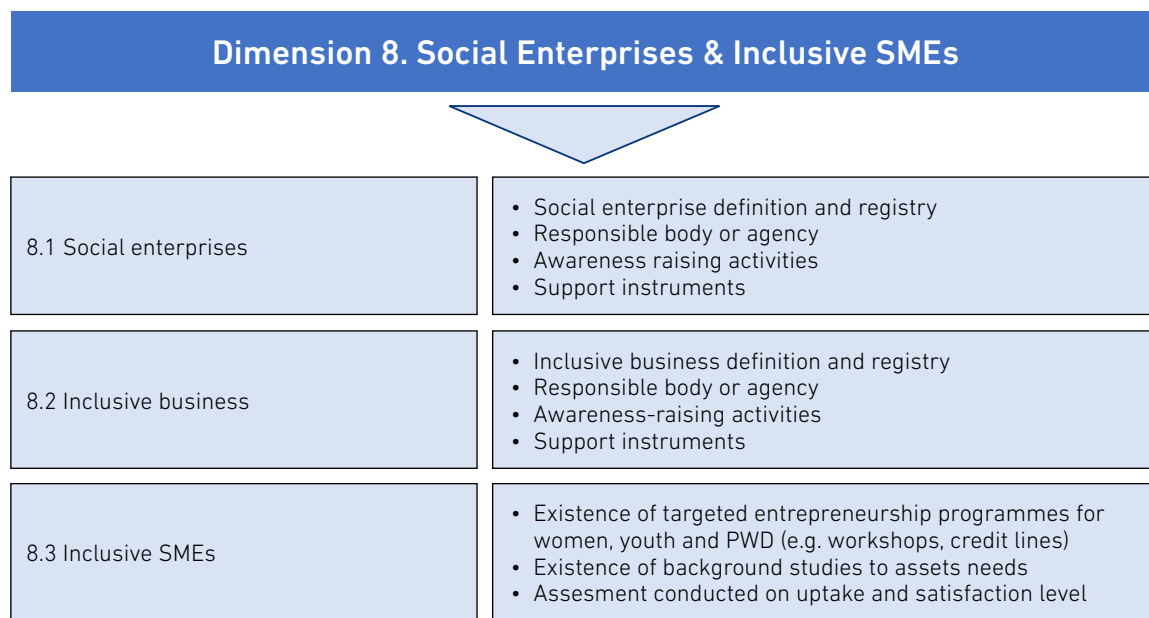 Dimension 8. Social Enterprises & Inclusive SMEs
8.1 Social enterprises
• Social enterprise definition and registry
• Responsible body or agency
• Awareness raising activities
• Support instruments
8.2 Inclusive business
• Inclusive business definition and registry
• Responsible body or agency
• Awareness-raising activities
• Support instruments
8.3 Inclusive SMEs
• Existence of targeted entrepreneurship programmes for
women, youth and PWD (e.g. workshops, credit lines)
• Existence of background studies to assets needs
• Assesment conducted on uptake and satisfaction level